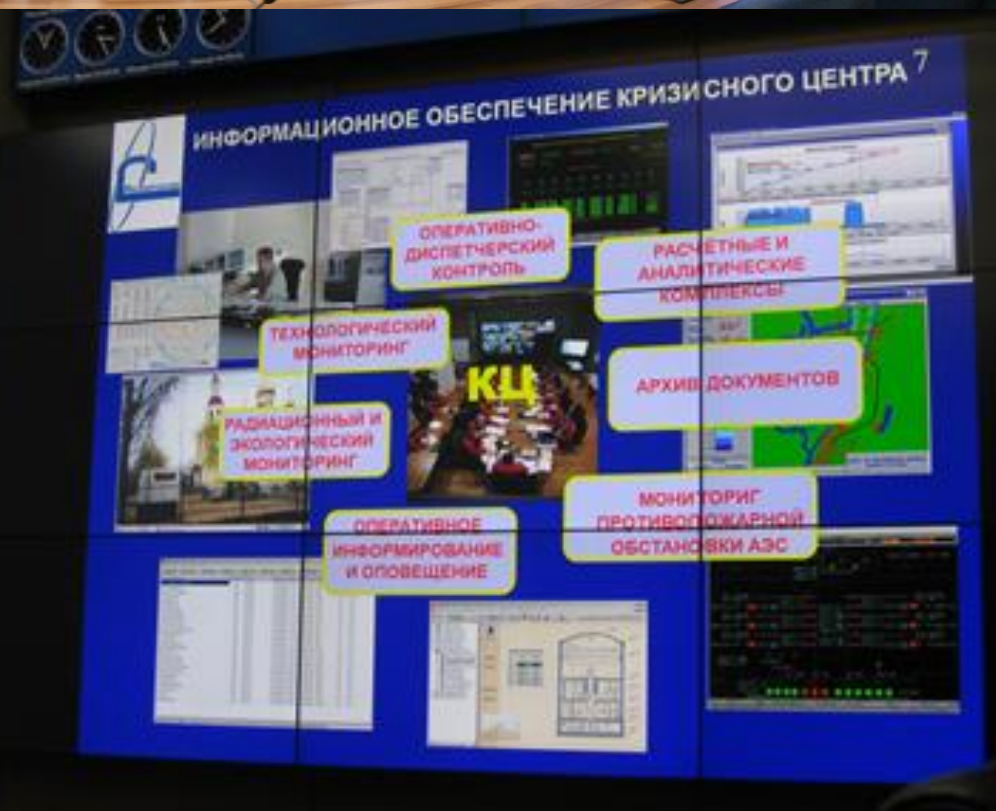 ИНФОРМАЦИОННОЕ ОБЕСПЕЧЕНИЕ КРИЗИСНОГО ЦЕНТРА 7
ОПЕРАТИВНО-
ДИСПЕТЧЕРСКИЙ
КОНТРОЛЬ
РАСЧЕТНЫЕ И
АНАЛИТИЧЕСКИЕ
КОМПЛЕКСЫ
ТЕХНОЛОГИЧЕСКИЙ
МОНИТОРИНГ
КЦ
АРХИВ ДОКУМЕНТОВ
РАДИАЦИОННЫЙ И
ЭКОЛОГИЧЕСКИЙ
МОНИТОРИНГ
МОНИТОРИГ
ПРОТИВОПОЖАРНОЙ
ОБСТАНОВКИ АЭС
ОПЕРАТИВНОЕ
ИНФОРМИРОВАНИЕ
И ОПОВЕЩЕНИЕ